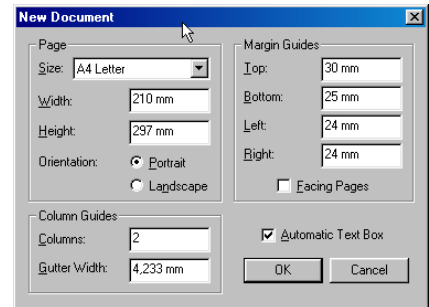 New Document
Page
Size: A4 Letter
Width: 210 mm
Height: 297 mm
Orientation: Portrait
Landscape
Margin Guides
Top: 30 mm
Bottom: 25 mm
Left: 24 mm
Right: 24 mm
Facing Pages
Column Guides
Columns: 2
Gutter Width: 4,233 mm
Automatic Text Box
OK Cancel